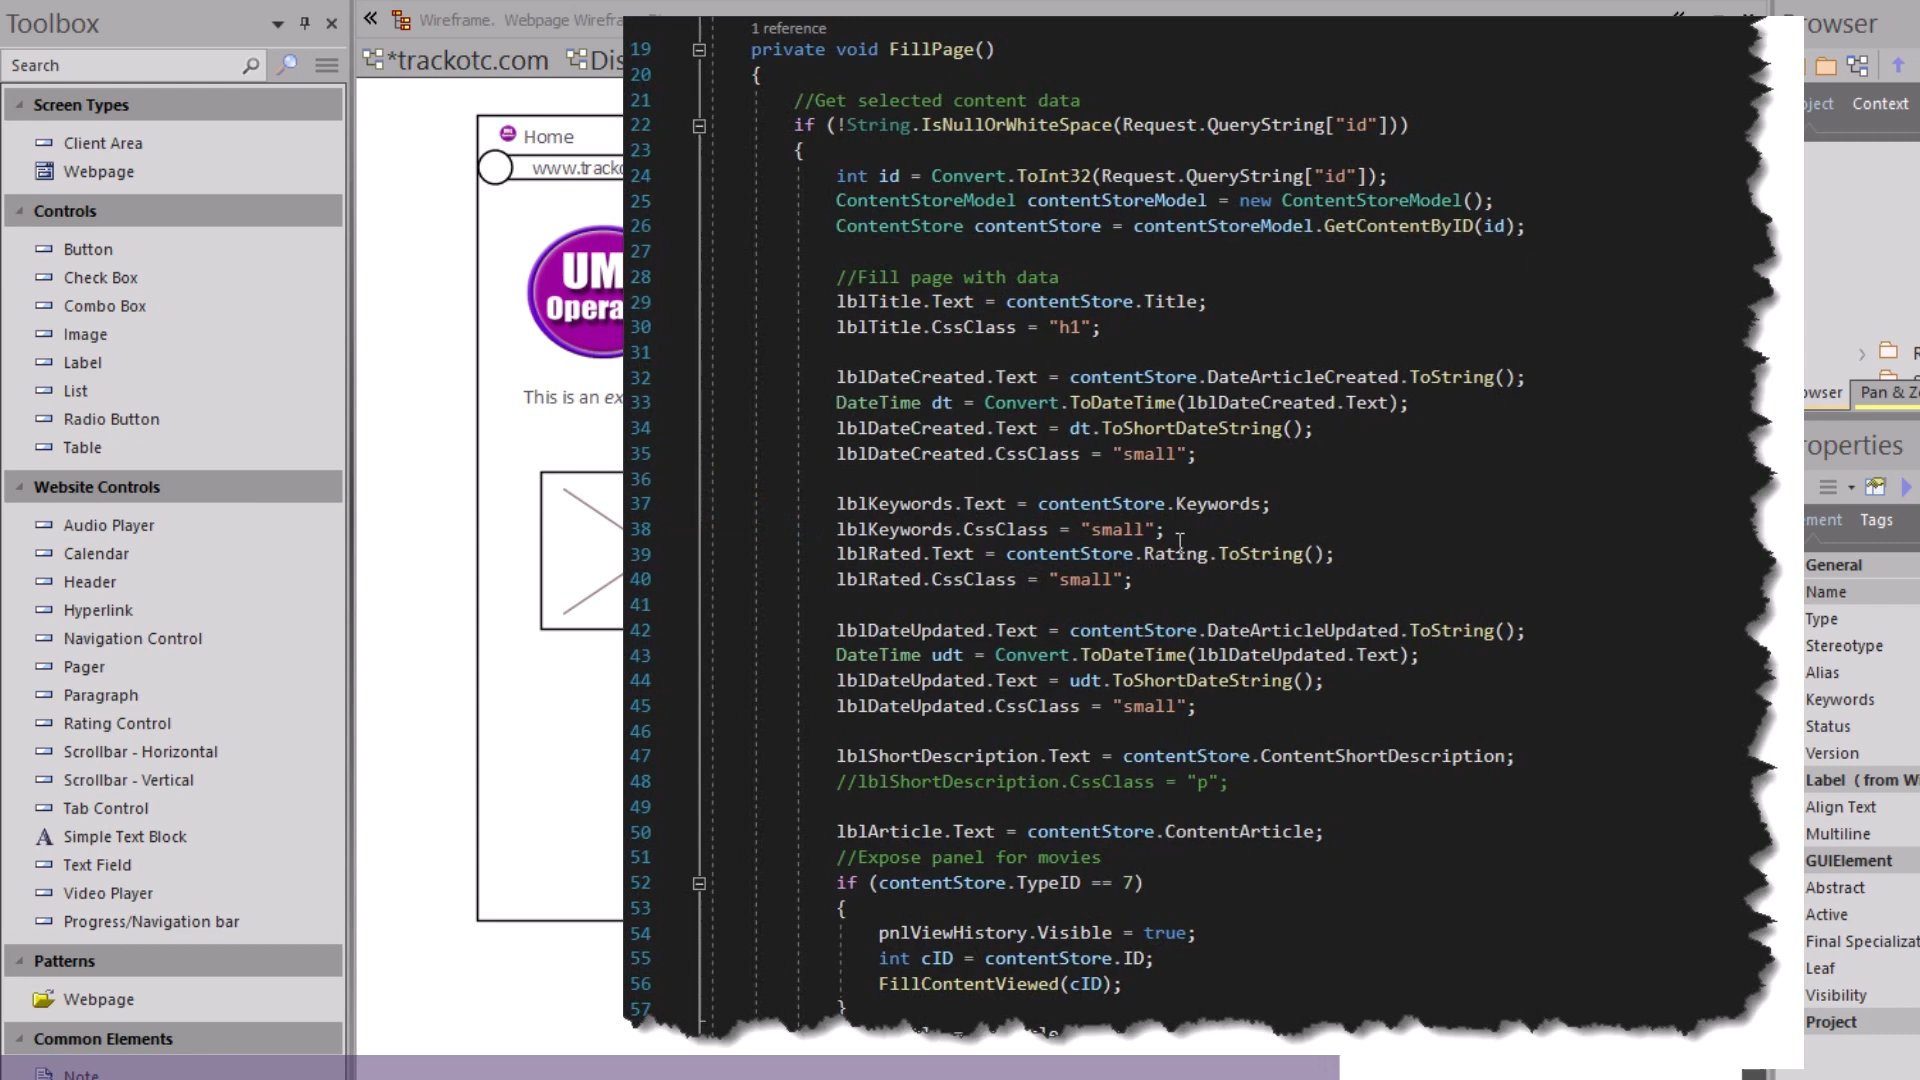 Toolbox
Search
Screen Types
Client Area
Webpage
Controls
Button
Check Box
Combo Box
Image
Label
List
Radio Button
Table
Website Controls
Audio Player
Calendar
Header
Hyperlink
Navigation Control
Pager
Paragraph
Rating Control
Scrollbar - Horizontal
Scrollbar - Vertical
Tab Control
Simple Text Block
Text Field
Video Player
Progress/Navigation bar
Patterns
Webpage
Common Elements
Note
Wireframe. Webpage
*trackotc.com
Home
UM
This is an
1 reference
19 private void FillPage()
20 {
21 //Get selected content data
22 if (!String.IsNullOrWhiteSpace(Request.QueryString["id"]))
23 {
24 int id = Convert.ToInt32(Request.QueryString["id"]);
25 ContentStoreModel contentStoreModel = new ContentStoreModel();
26 ContentStore contentStore = contentStoreModel.GetContentByID(id);
27
28 //Fill page with data
29 lblTitle.Text = contentStore.Title;
30 lblTitle.CssClass = "h1";
31
32 lblDateCreated.Text = contentStore.DateArticleCreated.ToString();
33 DateTime dt = Convert.ToDateTime(lblDateCreated.Text);
34 lblDateCreated.Text = dt.ToShortDateString();
35 lblDateCreated.CssClass = "small";
36
37 lblKeywords.Text = contentStore.Keywords;
38 lblKeywords.CssClass = "small";
39 lblRated.Text = contentStore.Rating.ToString();
40 lblRated.CssClass = "small";
41
42 lblDateUpdated.Text = contentStore.DateArticleUpdated.ToString();
43 DateTime udt = Convert.ToDateTime(lblDateUpdated.Text);
44 lblDateUpdated.Text = udt.ToShortDateString();
45 lblDateUpdated.CssClass = "small";
46
47 lblShortDescription.Text = contentStore.ContentShortDescription;
48 //lblShortDescription.CssClass = "p";
49
50 lblArticle.Text = contentStore.ContentArticle;
51 //Expose panel for movies
52 if (contentStore.TypeID == 7)
53 {
54 pnlViewHistory.Visible = true;
55 int cID = contentStore.ID;
56 FillContentViewed(cID);
57 }
Context
Pan &
Tags
General
Name
Type
Stereotype
Alias
Keywords
Status
Version
Label (from
Align Text
Multiline
GUIElement
Abstract
Active
Final
Leaf
Visibility
Project